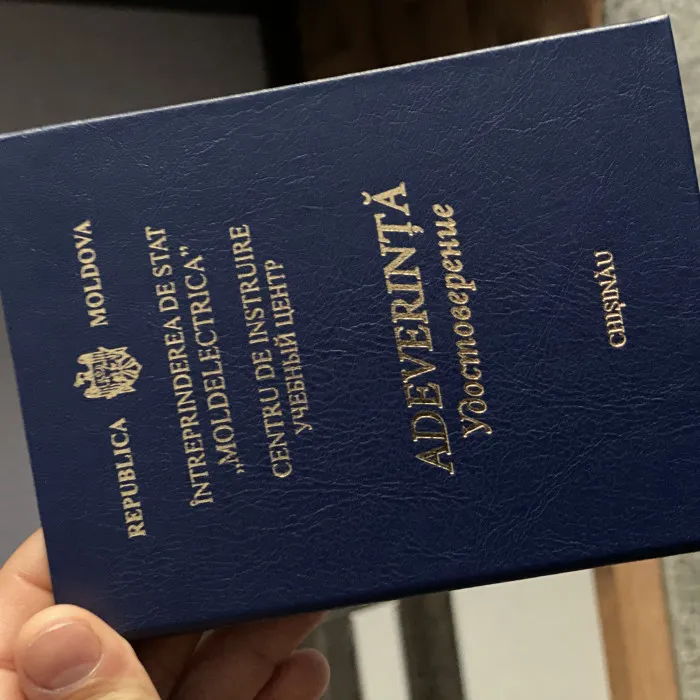 REPUBLICA MOLDOVA
ÎNTREPRINDEREA DE STAT
„MOLDELECTRICA”
CENTRU DE INSTRUIRE
УЧЕБНЫЙ ЦЕНТР
ADEVERINȚĂ
Удостоверение
CHIȘINĂU